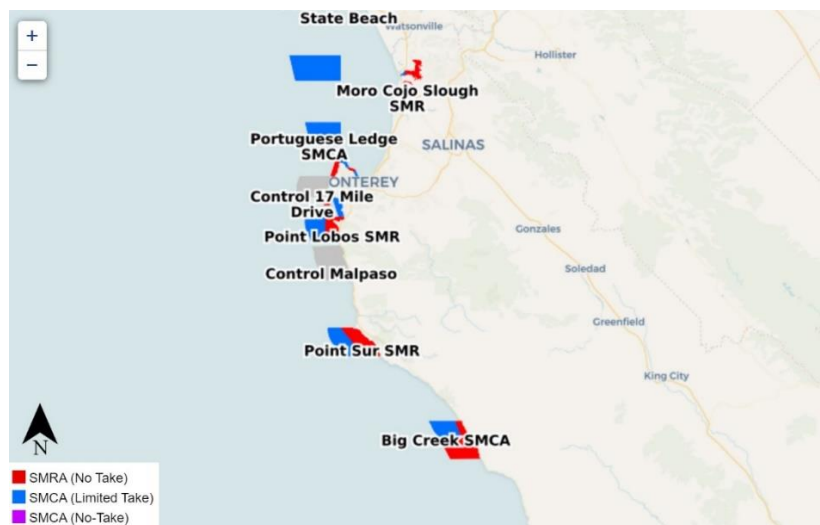 State Beach
Watsonville
+
−
Hollister
Moro Cojo Slough
SMR
Portuguese Ledge
SMCA
SALINAS
ONTEREY
Control 17 Mile
Drive
Gonzales
Point Lobos SMR
Soledad
Control Malpaso
Greenfield
Point Sur SMR
King City
Big Creek SMCA
N
SMRA (No Take)
SMCA (Limited Take)
SMCA (No-Take)